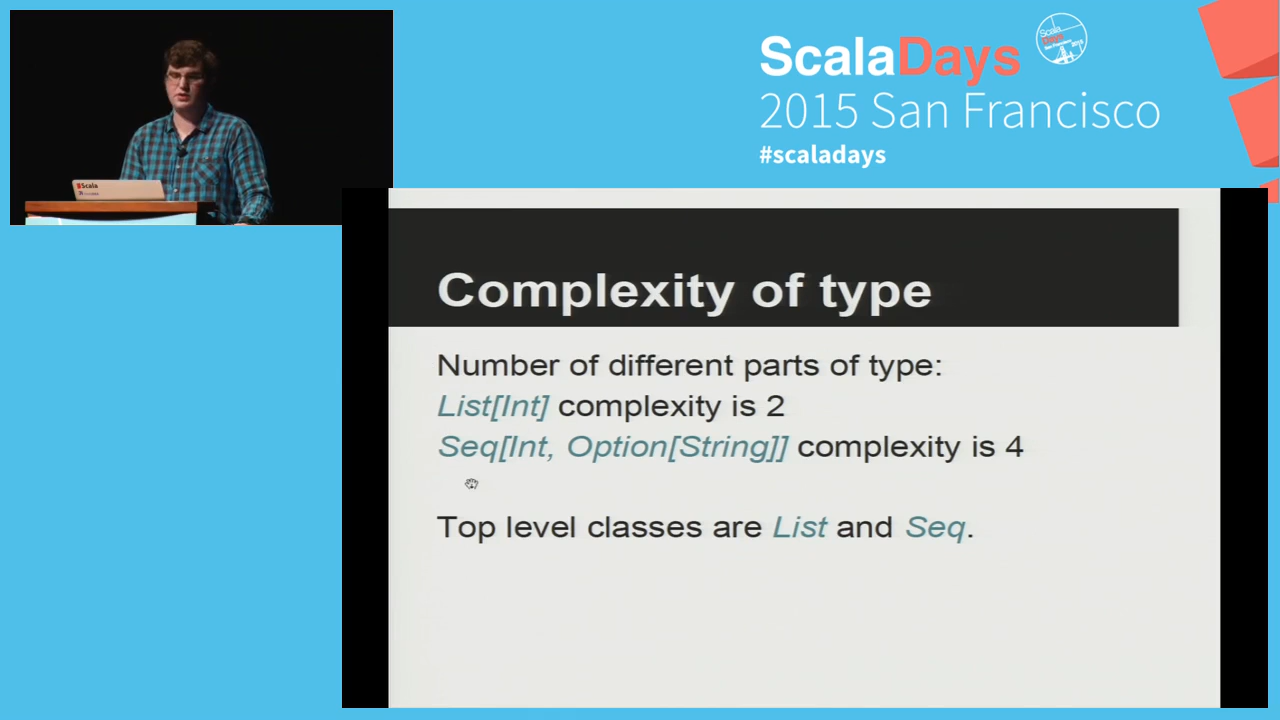 ScalaDays
2015 San Francisco
#scaladays
Scala
Complexity of type
Number of different parts of type:
List[Int] complexity is 2
Seq[Int, Option[String]] complexity is 4
Top level classes are List and Seq.